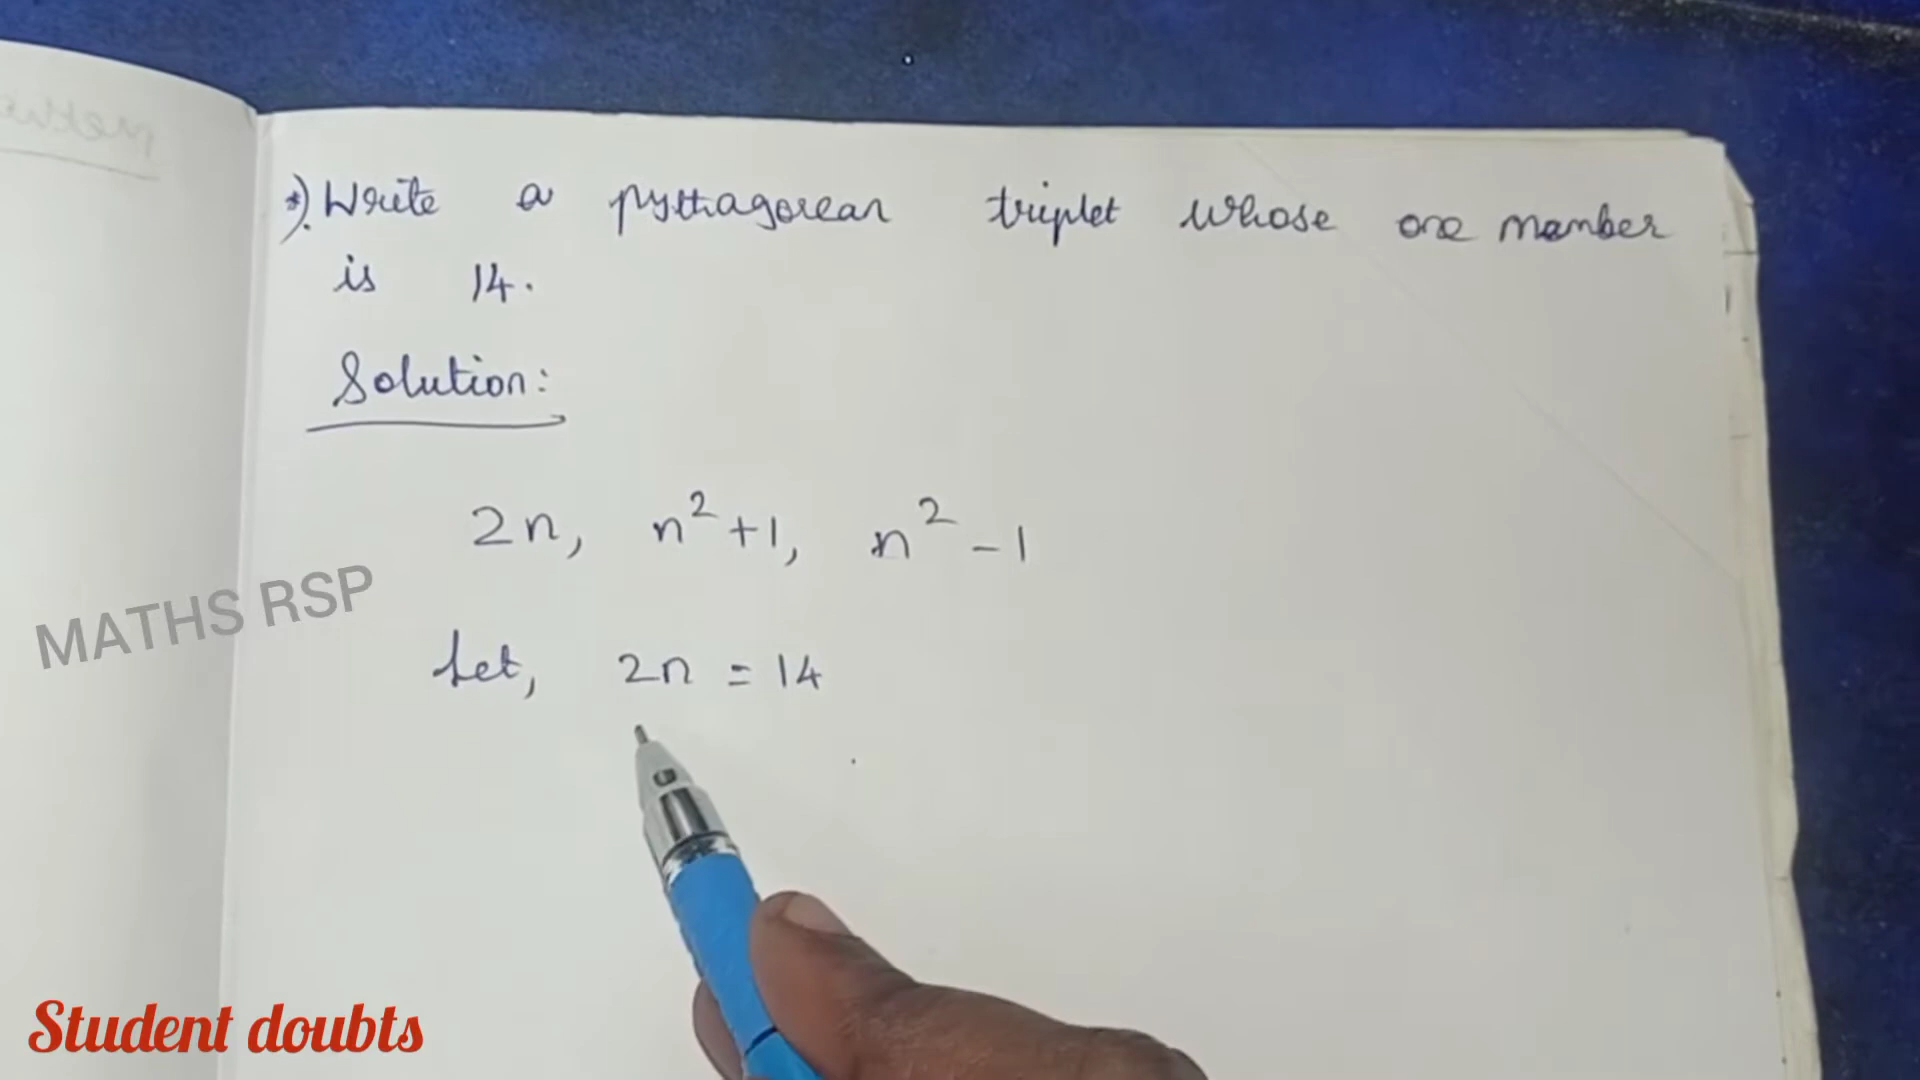 *). Write a pythagorean triplet whose one member
is 14.
Solution:
2n, n²+1, n²-1
Let, 2n = 14
MATHS RSP
Student doubts